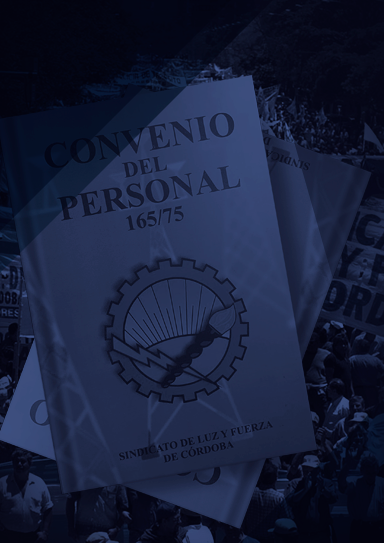 CONVENIO
DEL
PERSONAL
165/75
SINDICATO DE LUZ Y FUERZA
DE CÓRDOBA